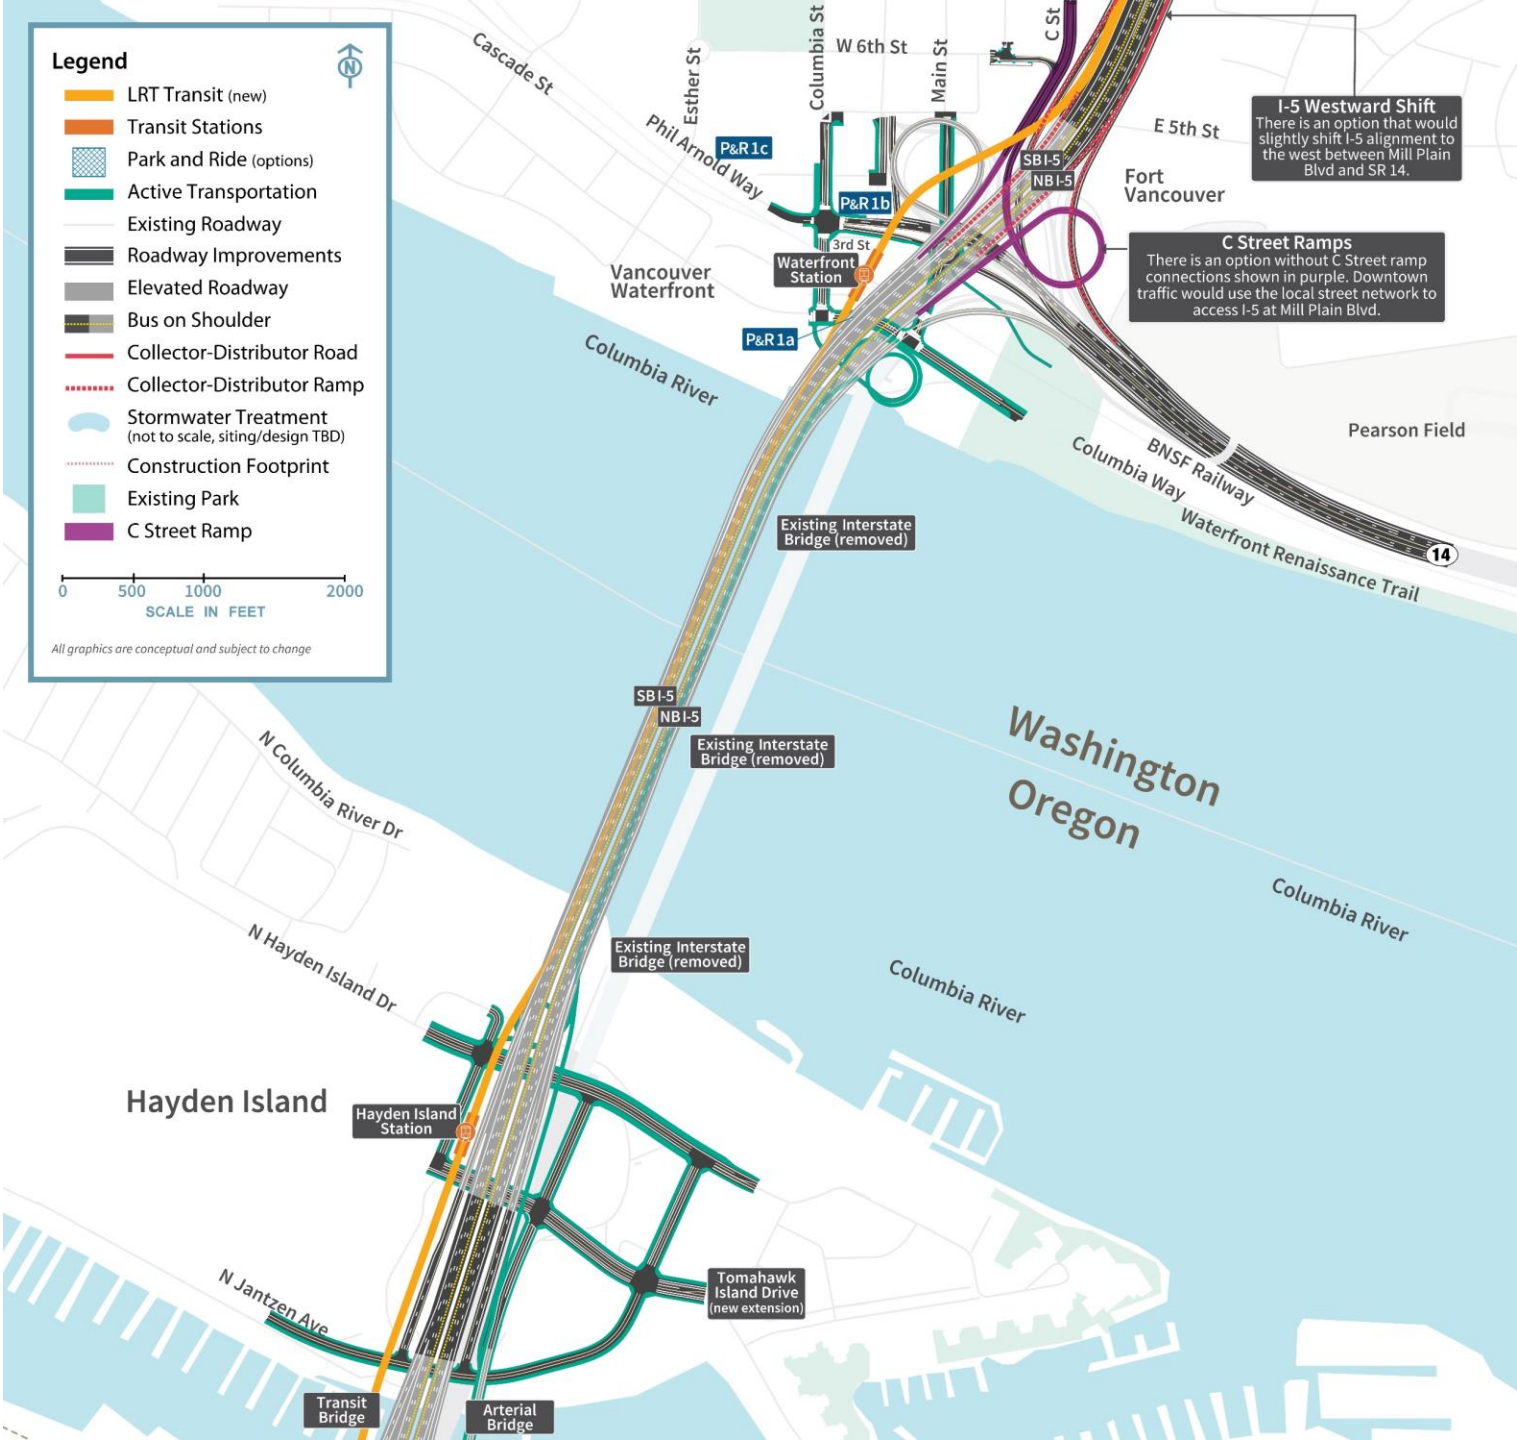 Legend
N
LRT Transit (new)
Transit Stations
Park and Ride (options)
Active Transportation
Existing Roadway
Roadway Improvements
Elevated Roadway
Bus on Shoulder
Collector-Distributor Road
Collector-Distributor Ramp
Stormwater Treatment
(not to scale, siting/design TBD)
Construction Footprint
Existing Park
C Street Ramp
0 500 1000 2000
SCALE IN FEET
All graphics are conceptual and subject to change
Cascade St
Esther St
Columbia St
W 6th St
Main St
C St
Phil Arnold Way
P&R 1c
P&R 1b
3rd St
Waterfront
Station
Vancouver
Waterfront
P&R 1a
SB I-5
NB I-5
E 5th St
Fort
Vancouver
I-5 Westward Shift
There is an option that would
slightly shift I-5 alignment to
the west between Mill Plain
Blvd and SR 14.
C Street Ramps
There is an option without C Street ramp
connections shown in purple. Downtown
traffic would use the local street network to
access I-5 at Mill Plain Blvd.
Columbia River
Pearson Field
BNSF Railway
Columbia Way
Waterfront Renaissance Trail
14
Existing Interstate
Bridge (removed)
SB I-5
NB I-5
Existing Interstate
Bridge (removed)
Washington
Oregon
Columbia River
N Columbia River Dr
N Hayden Island Dr
Existing Interstate
Bridge (removed)
Columbia River
Hayden Island
Hayden Island
Station
N Jantzen Ave
Tomahawk
Island Drive
(new extension)
Transit
Bridge
Arterial
Bridge